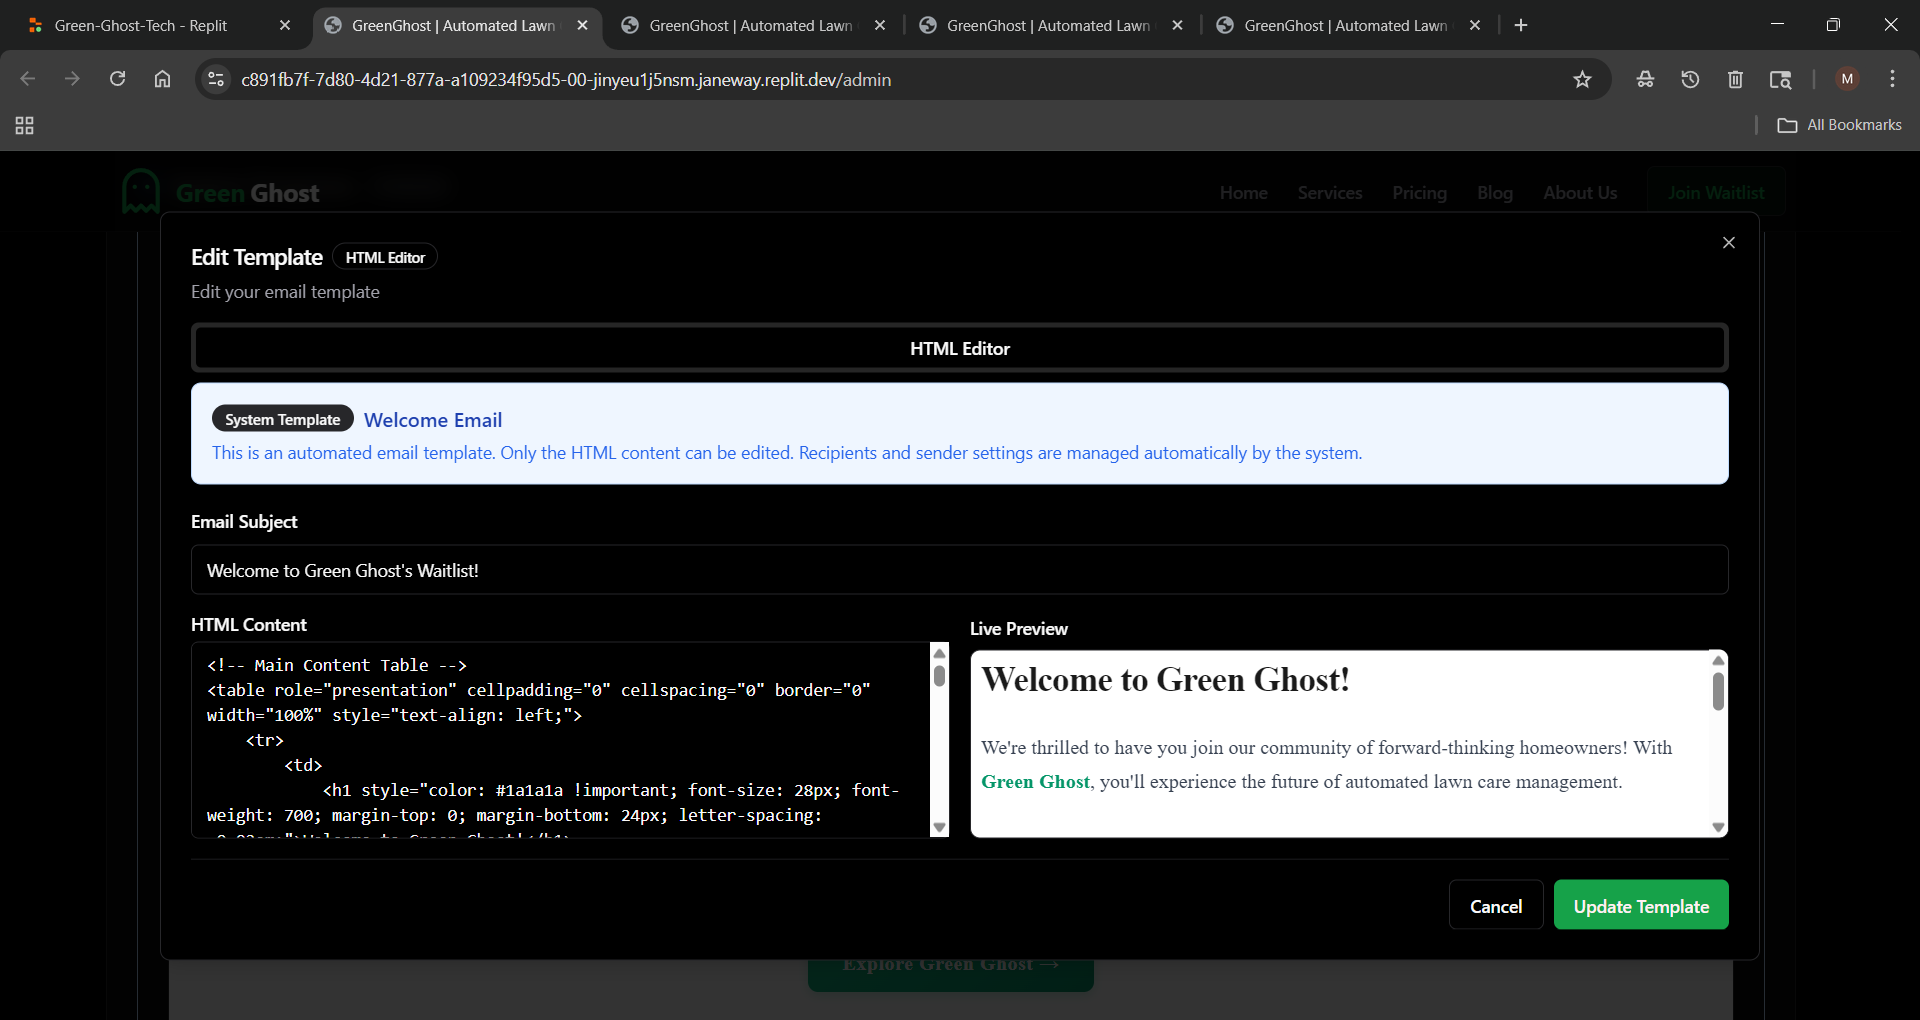 Green-Ghost-Tech - Replit
GreenGhost | Automated Lawn
GreenGhost | Automated Lawn
GreenGhost | Automated Lawn
GreenGhost | Automated Lawn
c891fb7f-7d80-4d21-877a-a109234f95d5-00-jinyeu1j5nsm.janeway.replit.dev/admin
M
All Bookmarks
Green Ghost
Home
Services
Pricing
Blog
About Us
Join Waitlist
Edit Template
HTML Editor
Edit your email template
HTML Editor
System Template
Welcome Email
This is an automated email template. Only the HTML content can be edited. Recipients and sender settings are managed automatically by the system.
Email Subject
Welcome to Green Ghost's Waitlist!
HTML Content
<!-- Main Content Table -->
<table role="presentation" cellpadding="0" cellspacing="0" border="0"
width="100%" style="text-align: left;">
<tr>
<td>
<h1 style="color: #1a1a1a !important; font-size: 28px; font-
weight: 700; margin-top: 0; margin-bottom: 24px; letter-spacing:
Live Preview
Welcome to Green Ghost!
We're thrilled to have you join our community of forward-thinking homeowners! With
Green Ghost, you'll experience the future of automated lawn care management.
Cancel
Update Template
Explore Green Ghost →